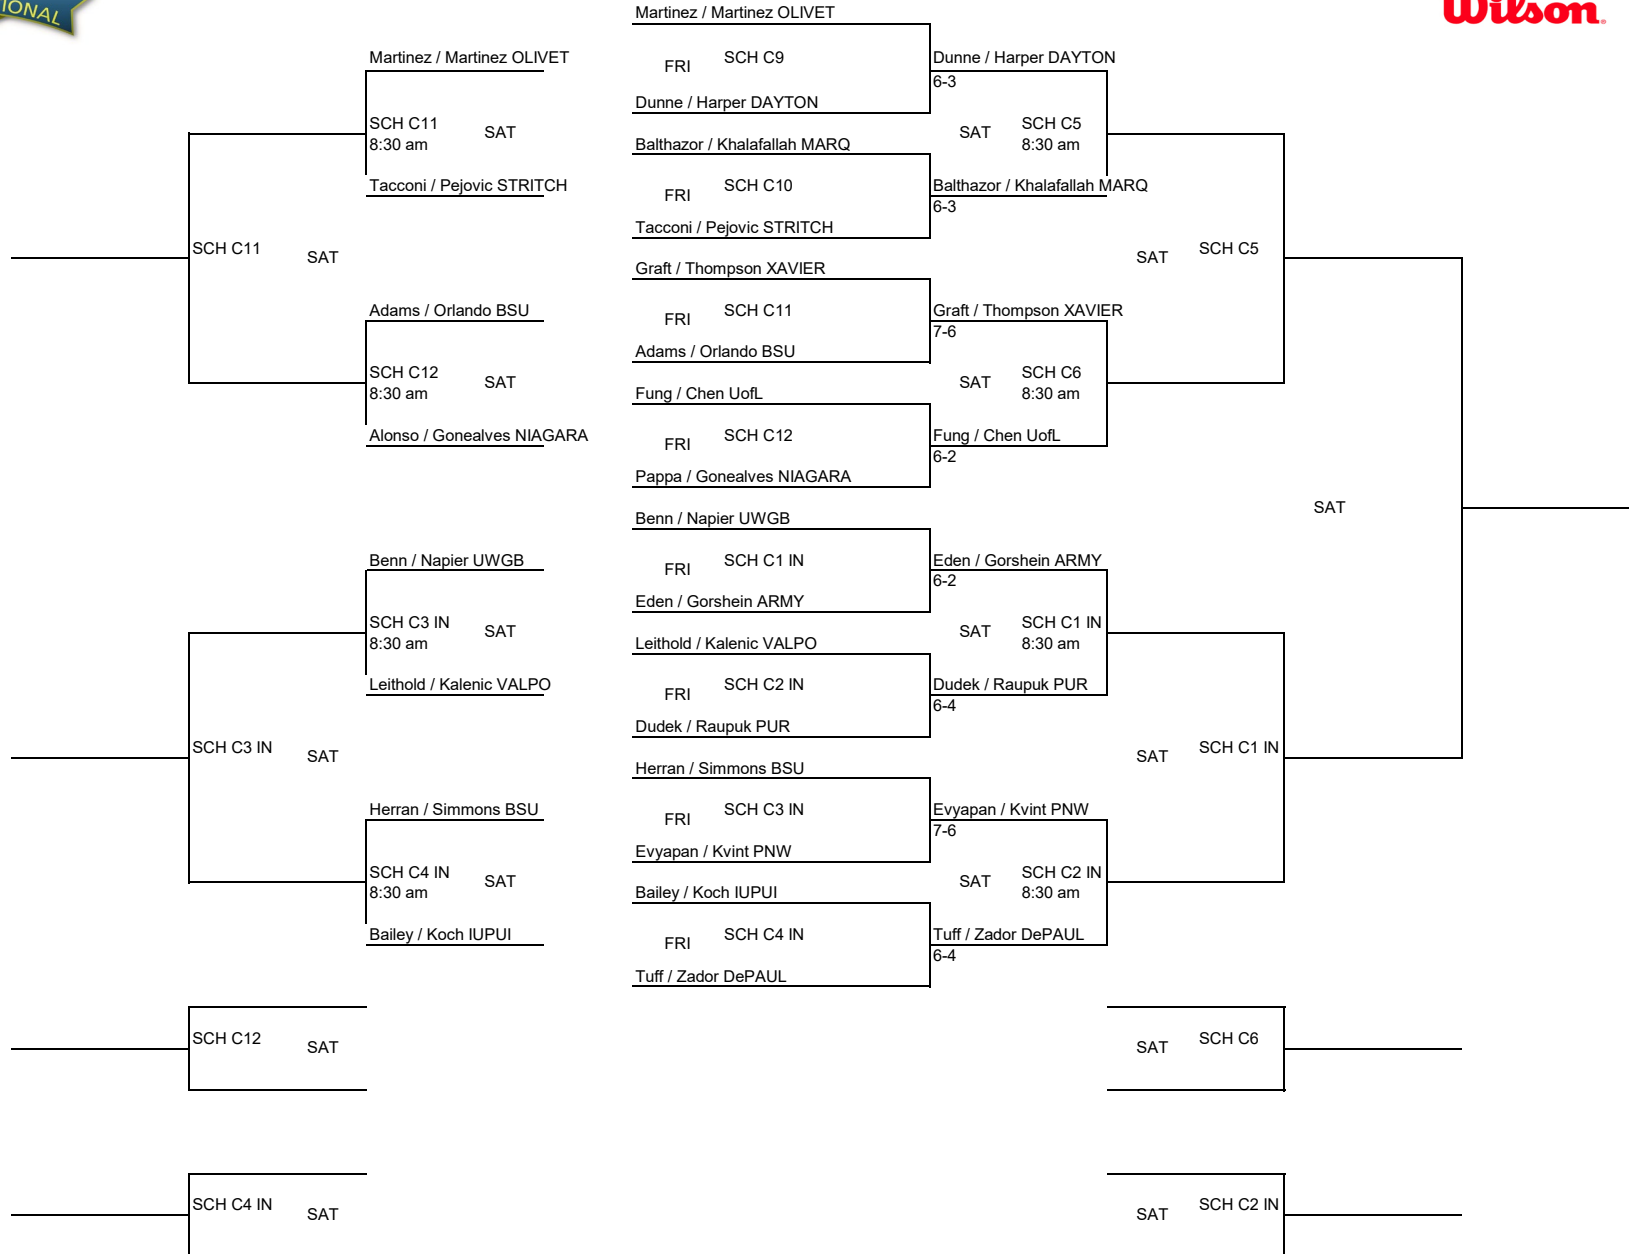 IONAL
Wilson
Martinez / Martinez OLIVET
Martinez / Martinez OLIVET
FRI SCH C9
Dunne / Harper DAYTON
6-3
Dunne / Harper DAYTON
SCH C11
8:30 am
SAT
SAT
SCH C5
8:30 am
Balthazor / Khalafallah MARQ
Tacconi / Pejovic STRITCH
FRI SCH C10
Balthazor / Khalafallah MARQ
6-3
Tacconi / Pejovic STRITCH
SCH C11 SAT
SAT SCH C5
Graft / Thompson XAVIER
Adams / Orlando BSU
FRI SCH C11
Graft / Thompson XAVIER
7-6
Adams / Orlando BSU
SCH C12
8:30 am
SAT
SAT
SCH C6
8:30 am
Fung / Chen UofL
Alonso / Gonealves NIAGARA
FRI SCH C12
Fung / Chen UofL
6-2
Pappa / Gonealves NIAGARA
SAT
Benn / Napier UWGB
Benn / Napier UWGB
FRI SCH C1 IN
Eden / Gorshein ARMY
6-2
Eden / Gorshein ARMY
SCH C3 IN
8:30 am
SAT
SAT
SCH C1 IN
8:30 am
Leithold / Kalenic VALPO
Leithold / Kalenic VALPO
FRI SCH C2 IN
Dudek / Raupuk PUR
6-4
Dudek / Raupuk PUR
SCH C3 IN SAT
SAT SCH C1 IN
Herran / Simmons BSU
Herran / Simmons BSU
FRI SCH C3 IN
Evyapan / Kvint PNW
7-6
Evyapan / Kvint PNW
SCH C4 IN
8:30 am
SAT
SAT
SCH C2 IN
8:30 am
Bailey / Koch IUPUI
Bailey / Koch IUPUI
FRI SCH C4 IN
Tuff / Zador DePAUL
6-4
Tuff / Zador DePAUL
SCH C12 SAT
SAT SCH C6
SCH C4 IN SAT
SAT SCH C2 IN